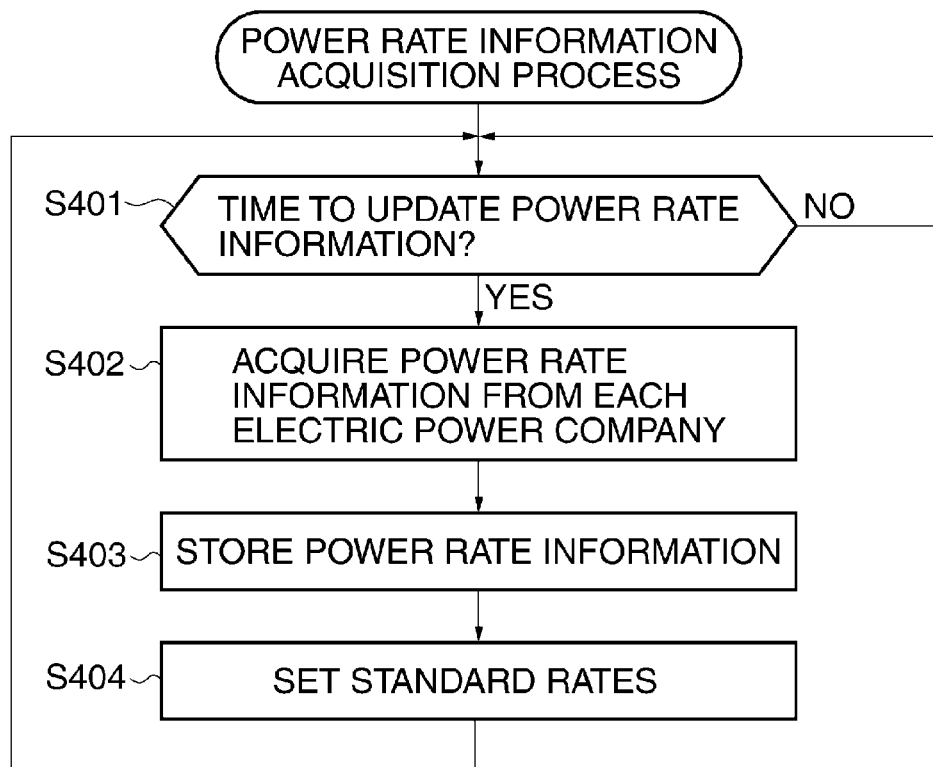 POWER RATE INFORMATION
ACQUISITION PROCESS
S401
TIME TO UPDATE POWER RATE
INFORMATION?
NO
YES
S402
ACQUIRE POWER RATE
INFORMATION FROM EACH
ELECTRIC POWER COMPANY
S403
STORE POWER RATE INFORMATION
S404
SET STANDARD RATES